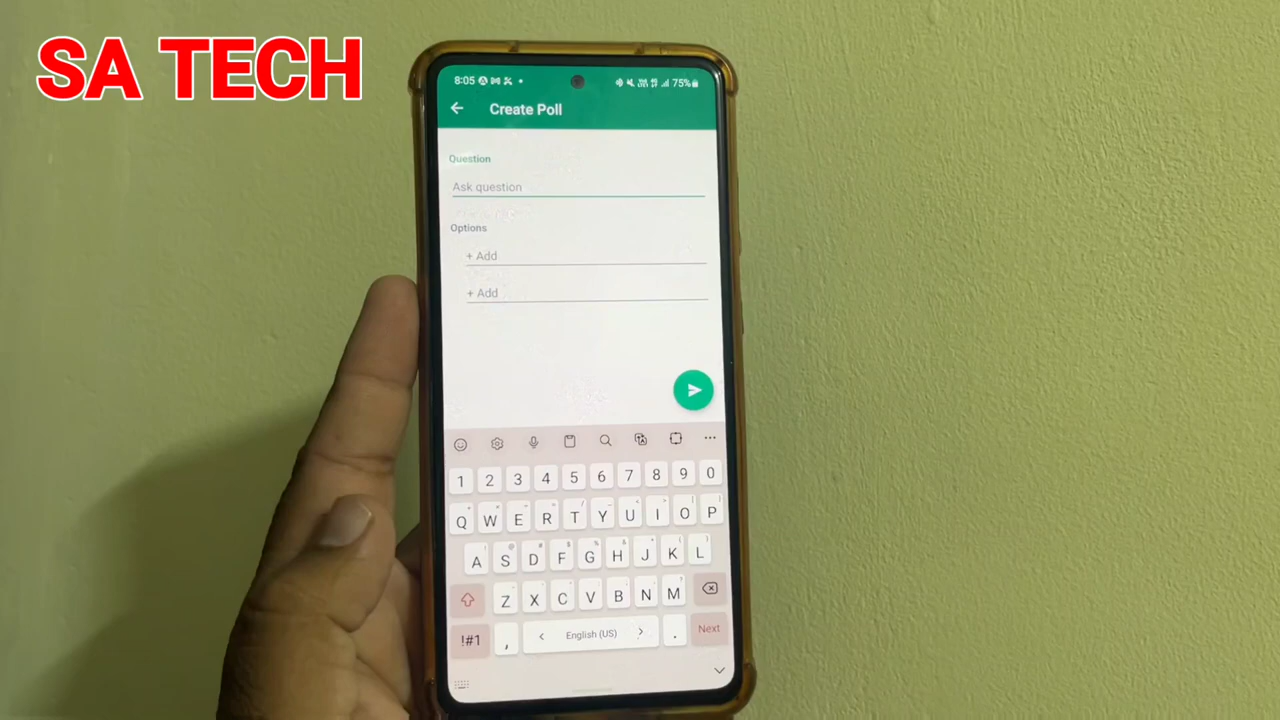 SA TECH
8:05 75%
Create Poll
Question
Ask question
Options
+ Add
+ Add
1 2 3 4 5 6 7 8 9 0
Q W E R T Y U I O P
A S D F G H J K L
Z X C V B N M
!#1 , < English (US) > . Next